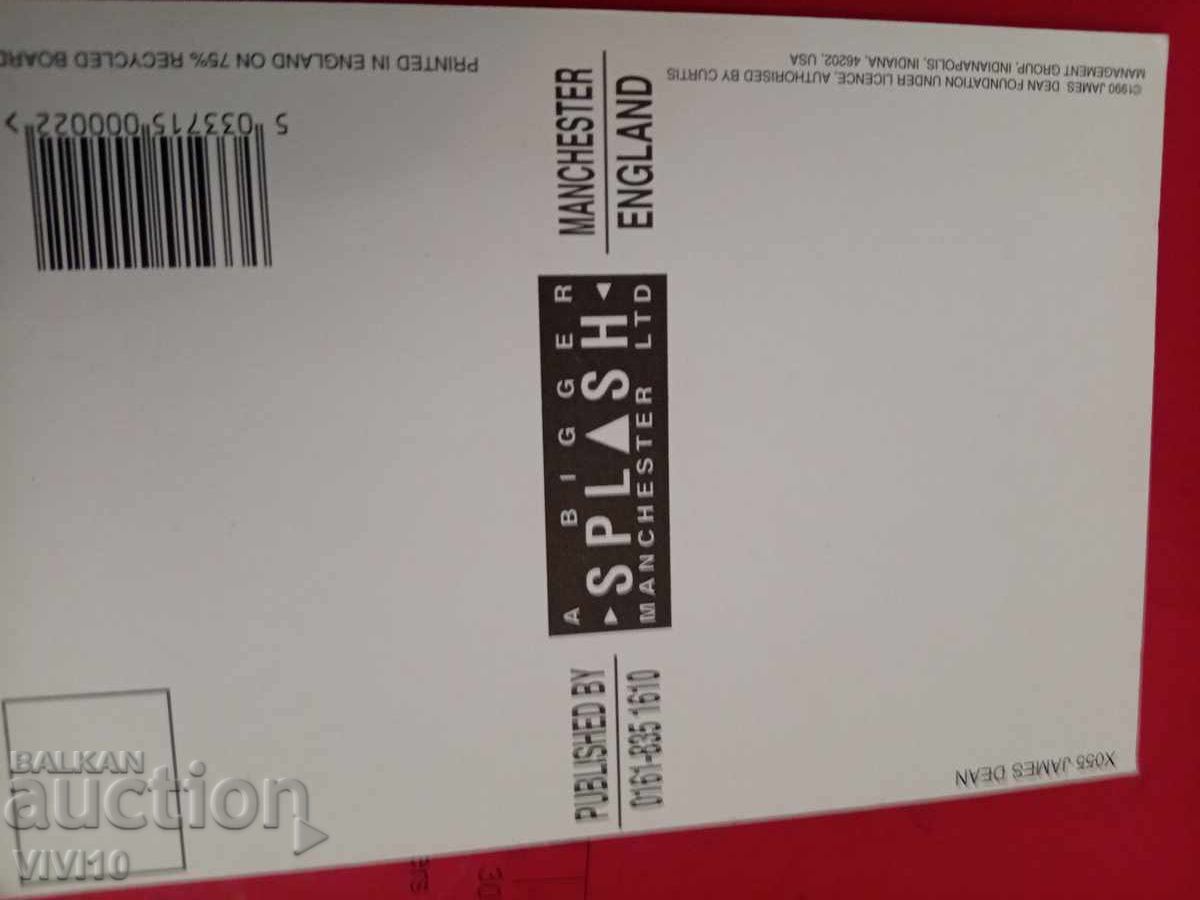 X055 JAMES DEAN
©1990 JAMES DEAN FOUNDATION UNDER LICENCE, AUTHORISED BY CURTIS
MANAGEMENT GROUP, INDIANAPOLIS, INDIANA, 46202, USA
PUBLISHED BY
0161-835 1610
A BIGGER
SPLASH
MANCHESTER LTD
MANCHESTER
ENGLAND
PRINTED IN ENGLAND ON 75% RECYCLED BOARD
5 033715 000022 >
BALKAN
auction
VIVI10
ers
30